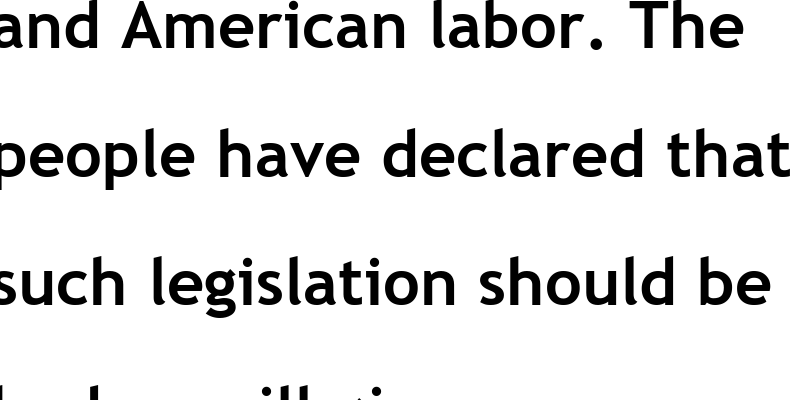 and American labor. The
people have declared that
such legislation should be